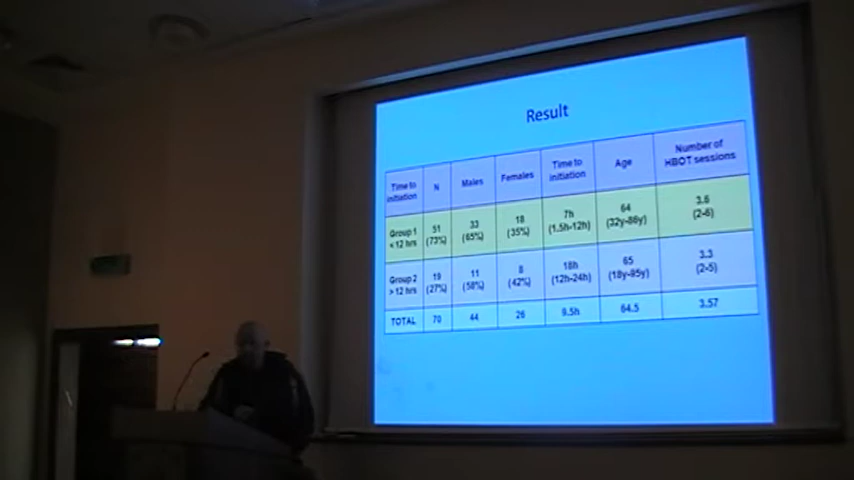 Result
Time to initiation N Males Females Time to initiation Age Number of HBOT sessions
Group 1 < 12 hrs 51 (73%) 33 (65%) 18 (35%) 7h (1.5h-12h) 64 (32y-86y) 3.6 (2-6)
Group 2 > 12 hrs 19 (27%) 11 (58%) 8 (42%) 18h (12h-24h) 65 (18y-95y) 3.3 (2-5)
TOTAL 70 44 26 9.5h 64.5 3.57